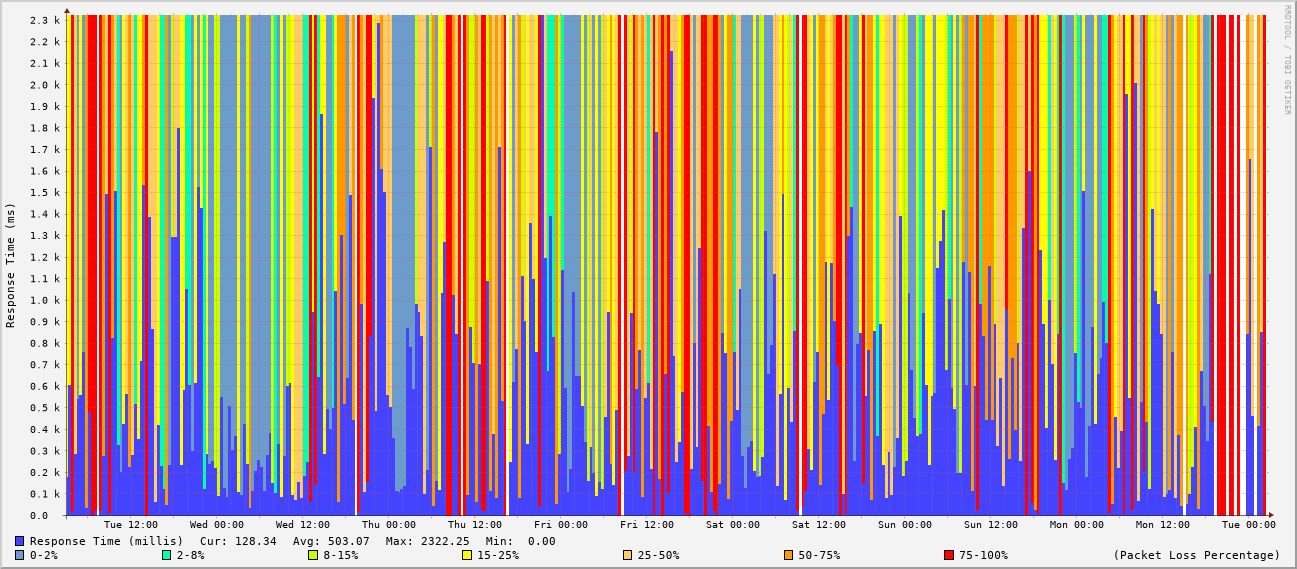 RRDTOOL / TOBI OETIKER
Response Time (ms)
2.3 k
2.2 k
2.1 k
2.0 k
1.9 k
1.8 k
1.7 k
1.6 k
1.5 k
1.4 k
1.3 k
1.2 k
1.1 k
1.0 k
0.9 k
0.8 k
0.7 k
0.6 k
0.5 k
0.4 k
0.3 k
0.2 k
0.1 k
0.0
Tue 12:00 Wed 00:00 Wed 12:00 Thu 00:00 Thu 12:00 Fri 00:00 Fri 12:00 Sat 00:00 Sat 12:00 Sun 00:00 Sun 12:00 Mon 00:00 Mon 12:00 Tue 00:00
Response Time (millis) Cur: 128.34 Avg: 503.07 Max: 2322.25 Min: 0.00
0-2% 2-8% 8-15% 15-25% 25-50% 50-75% 75-100% (Packet Loss Percentage)